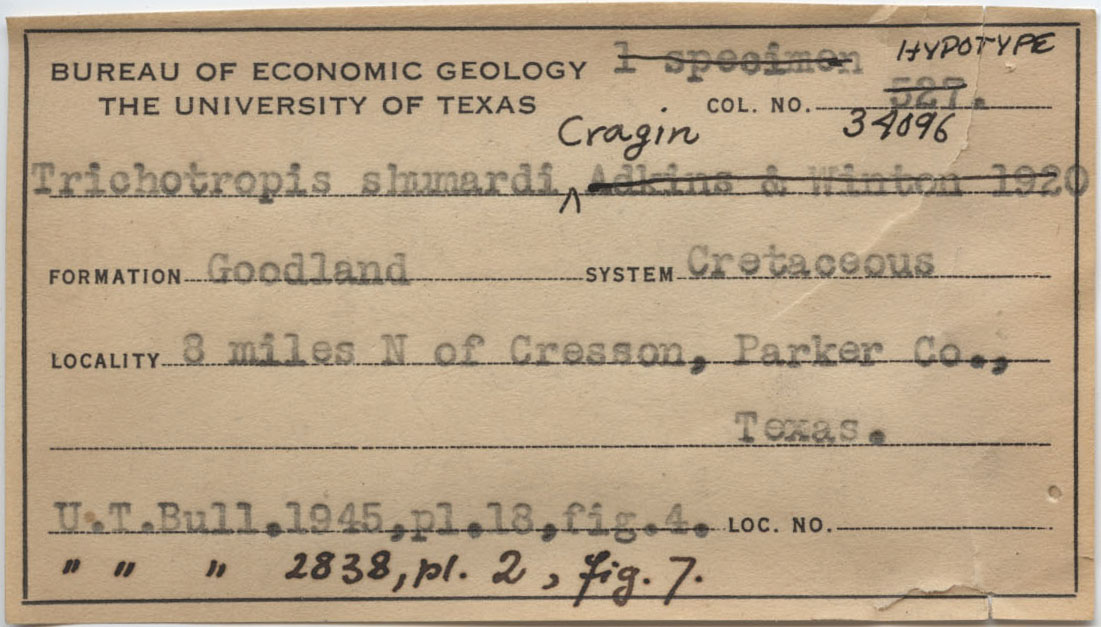 1 specimen HYPOTYPE
BUREAU OF ECONOMIC GEOLOGY
THE UNIVERSITY OF TEXAS COL. NO. 527.
34096
Cragin
Trichotropis shumardi ^ Adkins & Winton 1920
FORMATION Goodland SYSTEM Cretaceous
LOCALITY 8 miles N of Cresson, Parker Co.,
Texas.
U.T.Bull.1945,pl.18,fig.4. LOC. NO.
" " " 2838, pl. 2, fig. 7.